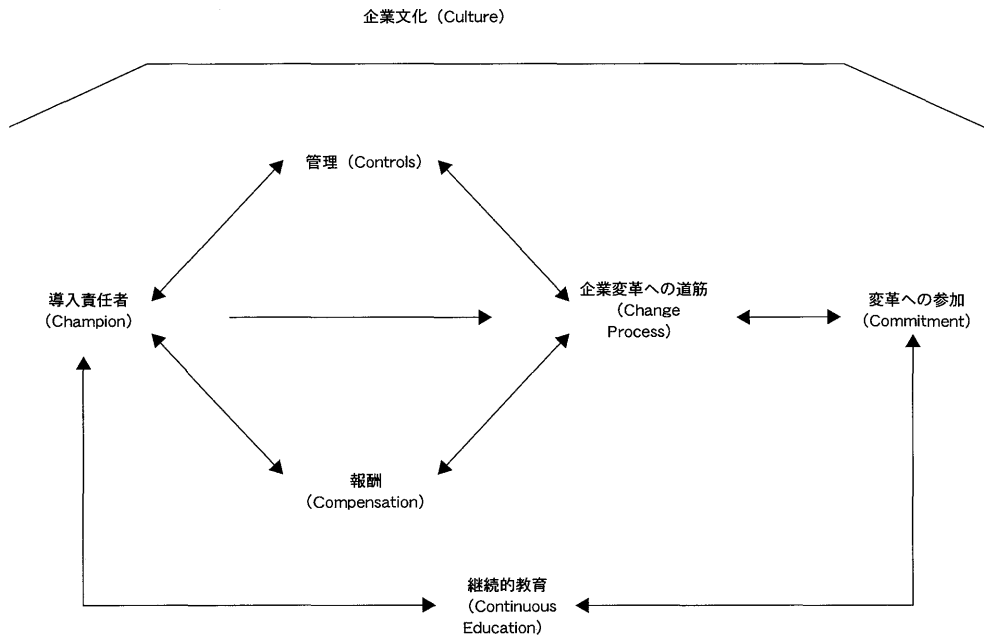 企業文化（Culture）
管理（Controls）
導入責任者
（Champion）
企業変革への道筋
（Change
Process）
変革への参加
（Commitment）
報酬
（Compensation）
継続的教育
（Continuous
Education）